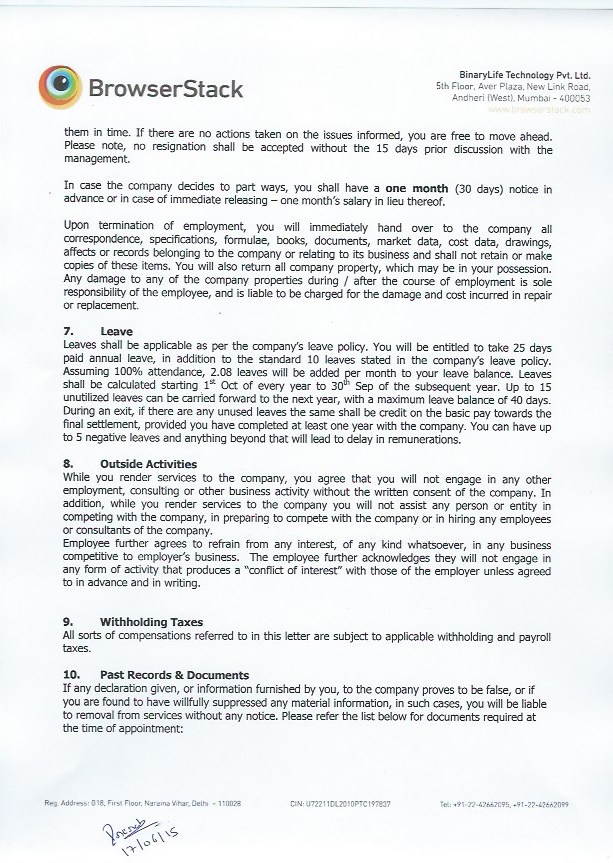 BrowserStack
BinaryLife Technology Pvt. Ltd.
5th Floor, Aver Plaza, New Link Road,
Andheri (West), Mumbai - 400053
www.browserstack.com
them in time. If there are no actions taken on the issues informed, you are free to move ahead.
Please note, no resignation shall be accepted without the 15 days prior discussion with the
management.
In case the company decides to part ways, you shall have a one month (30 days) notice in
advance or in case of immediate releasing – one month's salary in lieu thereof.
Upon termination of employment, you will immediately hand over to the company all
correspondence, specifications, formulae, books, documents, market data, cost data, drawings,
affects or records belonging to the company or relating to its business and shall not retain or make
copies of these items. You will also return all company property, which may be in your possession.
Any damage to any of the company properties during / after the course of employment is sole
responsibility of the employee, and is liable to be charged for the damage and cost incurred in repair
or replacement.
7. Leave
Leaves shall be applicable as per the company's leave policy. You will be entitled to take 25 days
paid annual leave, in addition to the standard 10 leaves stated in the company's leave policy.
Assuming 100% attendance, 2.08 leaves will be added per month to your leave balance. Leaves
shall be calculated starting 1st Oct of every year to 30th Sep of the subsequent year. Up to 15
unutilized leaves can be carried forward to the next year, with a maximum leave balance of 40 days.
During an exit, if there are any unused leaves the same shall be credit on the basic pay towards the
final settlement, provided you have completed at least one year with the company. You can have up
to 5 negative leaves and anything beyond that will lead to delay in remunerations.
8. Outside Activities
While you render services to the company, you agree that you will not engage in any other
employment, consulting or other business activity without the written consent of the company. In
addition, while you render services to the company you will not assist any person or entity in
competing with the company, in preparing to compete with the company or in hiring any employees
or consultants of the company.
Employee further agrees to refrain from any interest, of any kind whatsoever, in any business
competitive to employer's business. The employee further acknowledges they will not engage in
any form of activity that produces a "conflict of interest" with those of the employer unless agreed
to in advance and in writing.
9. Withholding Taxes
All sorts of compensations referred to in this letter are subject to applicable withholding and payroll
taxes.
10. Past Records & Documents
If any declaration given, or information furnished by you, to the company proves to be false, or if
you are found to have willfully suppressed any material information, in such cases, you will be liable
to removal from services without any notice. Please refer the list below for documents required at
the time of appointment:
Reg. Address: G18, First Floor, Naraina Vihar, Delhi - 110028
CIN: U72211DL2010PTC197837
Tel: +91-22-42662095, +91-22-42662099
17/06/15